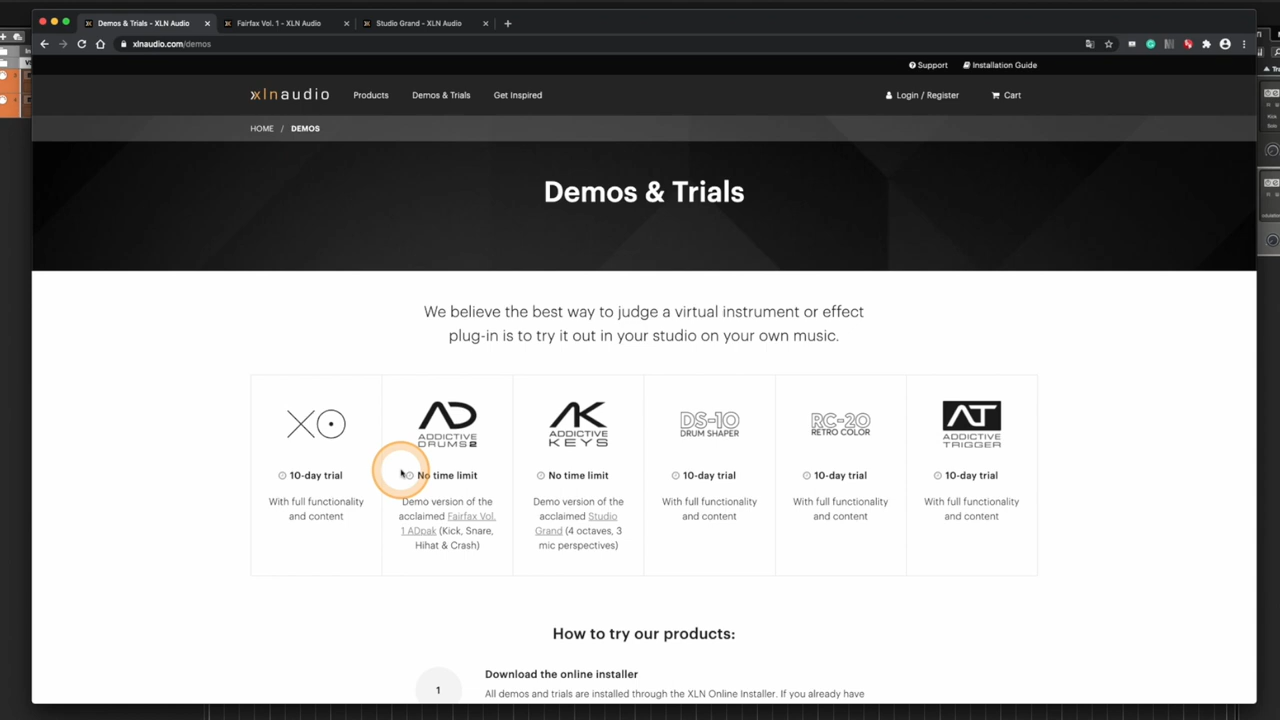 Demos & Trials - XLN Audio
Fairfax Vol. 1 - XLN Audio
Studio Grand - XLN Audio
xlnaudio.com/demos
Support
Installation Guide
xlnaudio
Products
Demos & Trials
Get Inspired
Login / Register
Cart
HOME / DEMOS
Demos & Trials
We believe the best way to judge a virtual instrument or effect
plug-in is to try it out in your studio on your own music.
XO
10-day trial
With full functionality
and content
AD
ADDICTIVE
DRUMS 2
No time limit
Demo version of the
acclaimed Fairfax Vol.
1 ADpak (Kick, Snare,
Hihat & Crash)
AK
ADDICTIVE
KEYS
No time limit
Demo version of the
acclaimed Studio
Grand (4 octaves, 3
mic perspectives)
DS-10
DRUM SHAPER
10-day trial
With full functionality
and content
RC-20
RETRO COLOR
10-day trial
With full functionality
and content
AT
ADDICTIVE
TRIGGER
10-day trial
With full functionality
and content
How to try our products:
1
Download the online installer
All demos and trials are installed through the XLN Online Installer. If you already have